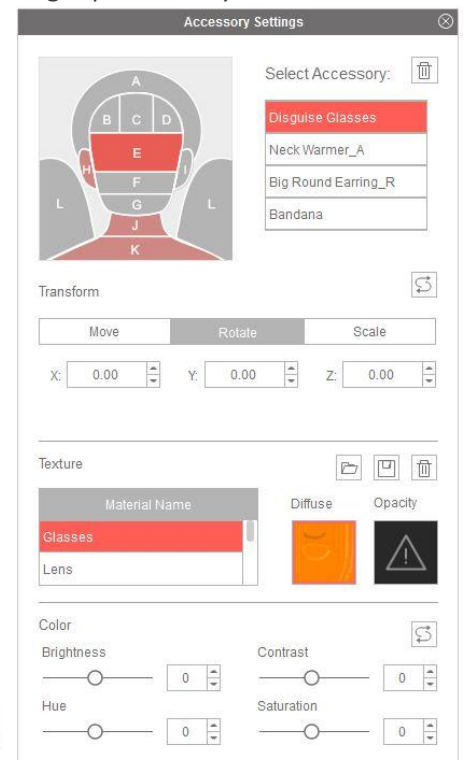 Accessory Settings
Select Accessory:
A
B C D
E
H I
F
G
L L
J
K
Disguise Glasses
Neck Warmer_A
Big Round Earring_R
Bandana
Transform
Move Rotate Scale
X: 0.00 Y: 0.00 Z: 0.00
Texture
Material Name Diffuse Opacity
Glasses
Lens
Color
Brightness Contrast
0 0
Hue Saturation
0 0